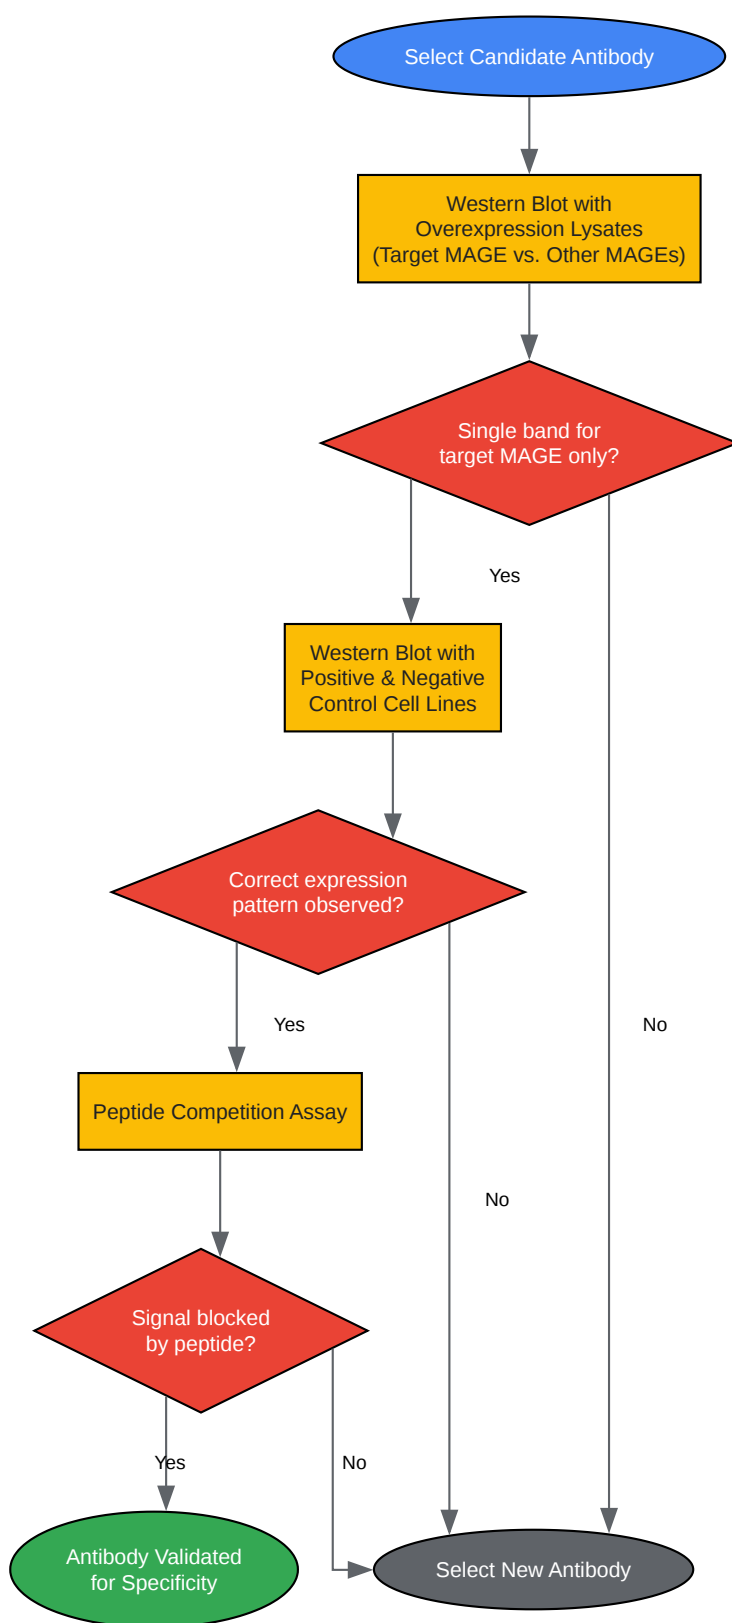 Select Candidate Antibody
Western Blot with
Overexpression Lysates
(Target MAGE vs. Other MAGEs)
Single band for
target MAGE only?
Yes
Western Blot with
Positive & Negative
Control Cell Lines
Correct expression
pattern observed?
Yes
No
Peptide Competition Assay
No
Signal blocked
by peptide?
Yes
No
Antibody Validated
for Specificity
Select New Antibody